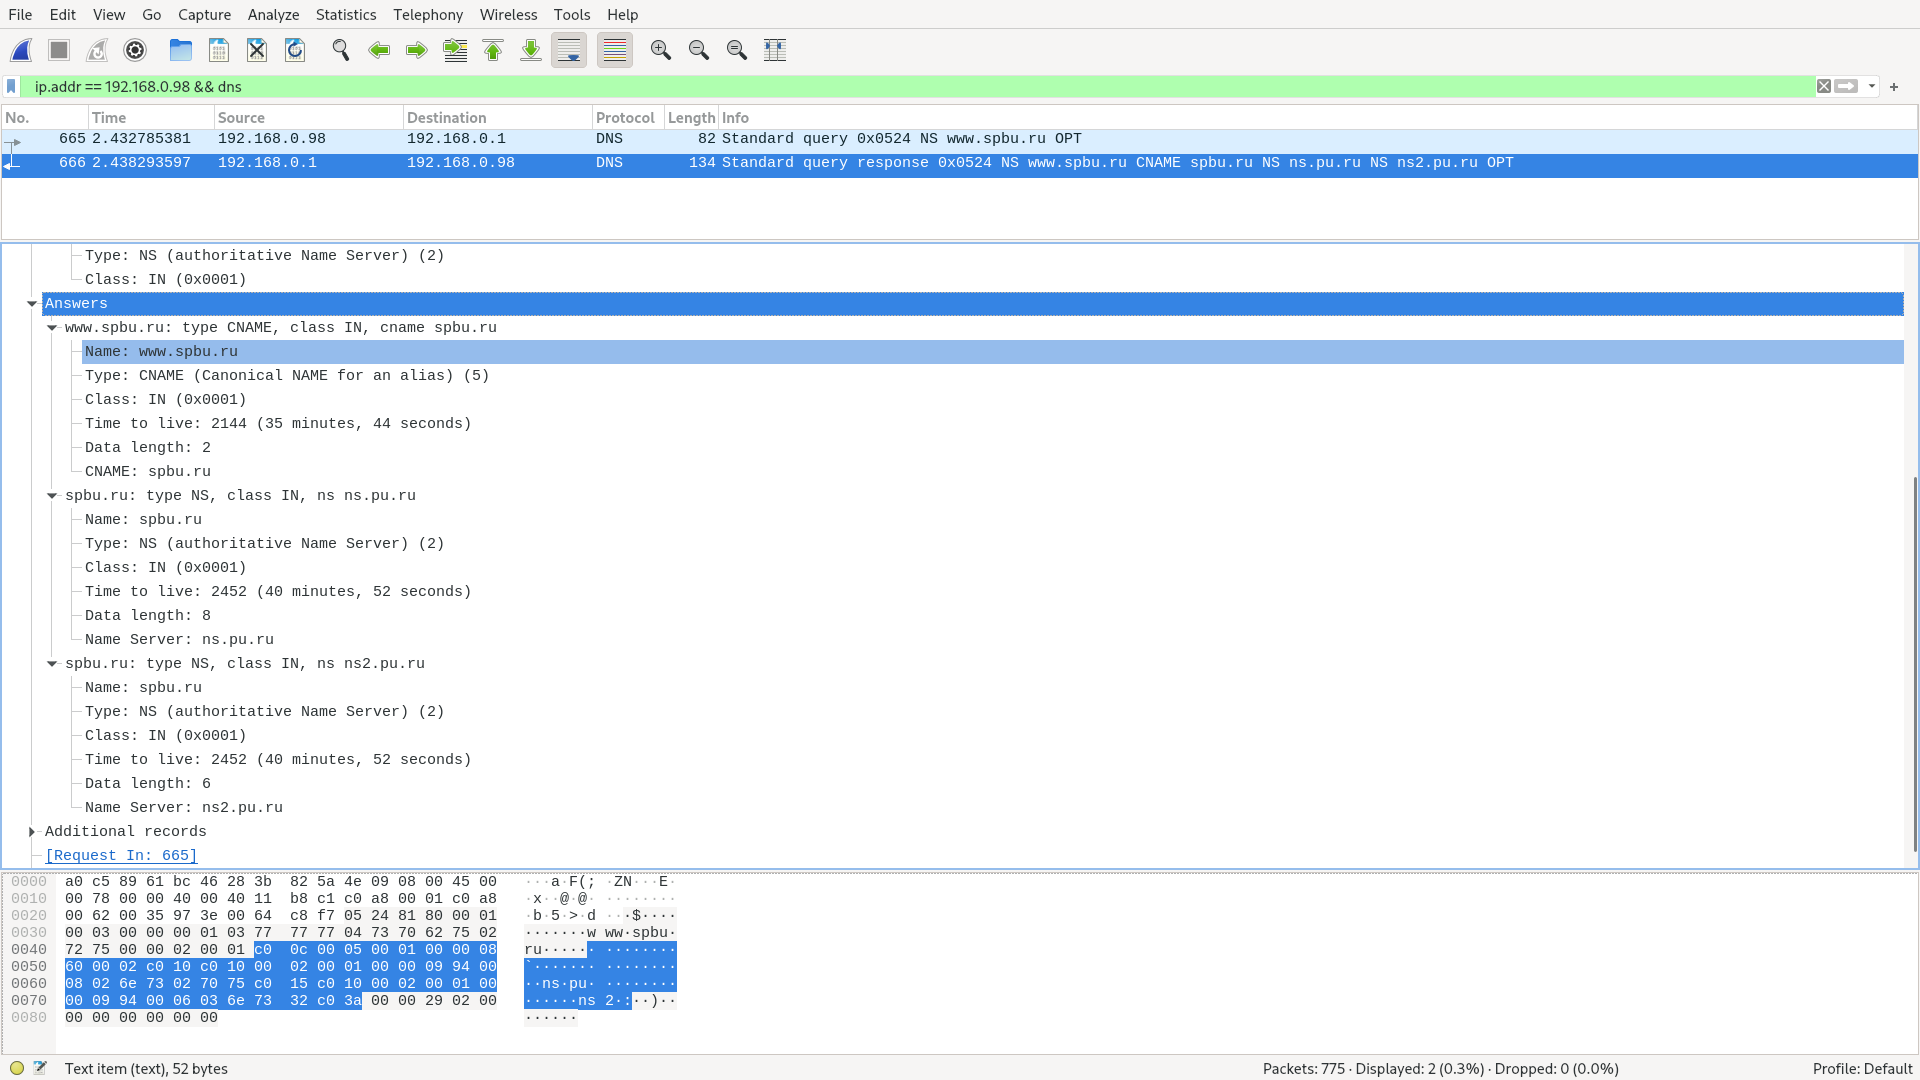 File Edit View Go Capture Analyze Statistics Telephony Wireless Tools Help
ip.addr == 192.168.0.98 && dns
No. Time Source Destination Protocol Length Info
665 2.432785381 192.168.0.98 192.168.0.1 DNS 82 Standard query 0x0524 NS www.spbu.ru OPT
666 2.438293597 192.168.0.1 192.168.0.98 DNS 134 Standard query response 0x0524 NS www.spbu.ru CNAME spbu.ru NS ns.pu.ru NS ns2.pu.ru OPT
Type: NS (authoritative Name Server) (2)
Class: IN (0x0001)
Answers
www.spbu.ru: type CNAME, class IN, cname spbu.ru
Name: www.spbu.ru
Type: CNAME (Canonical NAME for an alias) (5)
Class: IN (0x0001)
Time to live: 2144 (35 minutes, 44 seconds)
Data length: 2
CNAME: spbu.ru
spbu.ru: type NS, class IN, ns ns.pu.ru
Name: spbu.ru
Type: NS (authoritative Name Server) (2)
Class: IN (0x0001)
Time to live: 2452 (40 minutes, 52 seconds)
Data length: 8
Name Server: ns.pu.ru
spbu.ru: type NS, class IN, ns ns2.pu.ru
Name: spbu.ru
Type: NS (authoritative Name Server) (2)
Class: IN (0x0001)
Time to live: 2452 (40 minutes, 52 seconds)
Data length: 6
Name Server: ns2.pu.ru
Additional records
[Request In: 665]
0000 a0 c5 89 61 bc 46 28 3b 82 5a 4e 09 08 00 45 00 ···a·F(; ·ZN···E·
0010 00 78 00 00 40 00 40 11 b8 c1 c0 a8 00 01 c0 a8 ·x··@·@· ········
0020 00 62 00 35 97 3e 00 64 c8 f7 05 24 81 80 00 01 ·b·5·>·d ···$····
0030 00 03 00 00 00 01 03 77 77 77 04 73 70 62 75 02 ·······w ww·spbu·
0040 72 75 00 00 02 00 01 c0 0c 00 05 00 01 00 00 08 ru······ ········
0050 60 00 02 c0 10 c0 10 00 02 00 01 00 00 09 94 00 `······· ········
0060 08 02 6e 73 02 70 75 c0 15 c0 10 00 02 00 01 00 ··ns·pu· ········
0070 00 09 94 00 06 03 6e 73 32 c0 3a 00 00 29 02 00 ······ns 2·:··)··
0080 00 00 00 00 00 00 ······
Text item (text), 52 bytes Packets: 775 · Displayed: 2 (0.3%) · Dropped: 0 (0.0%) Profile: Default